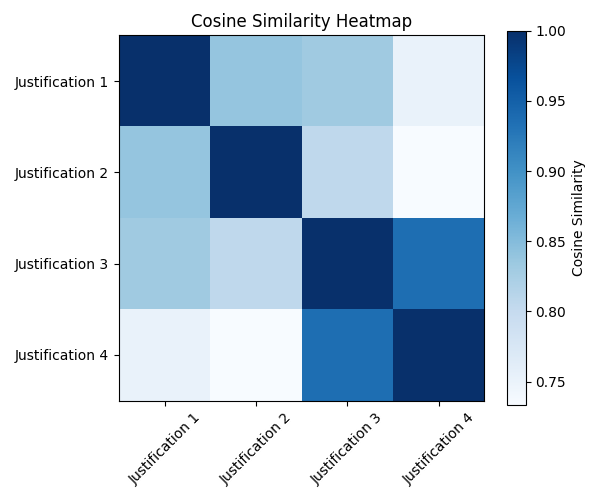 Cosine Similarity Heatmap
Justification 1
Justification 2
Justification 3
Justification 4
Justification 1
Justification 2
Justification 3
Justification 4
1.00
0.95
0.90
0.85
0.80
0.75
Cosine Similarity